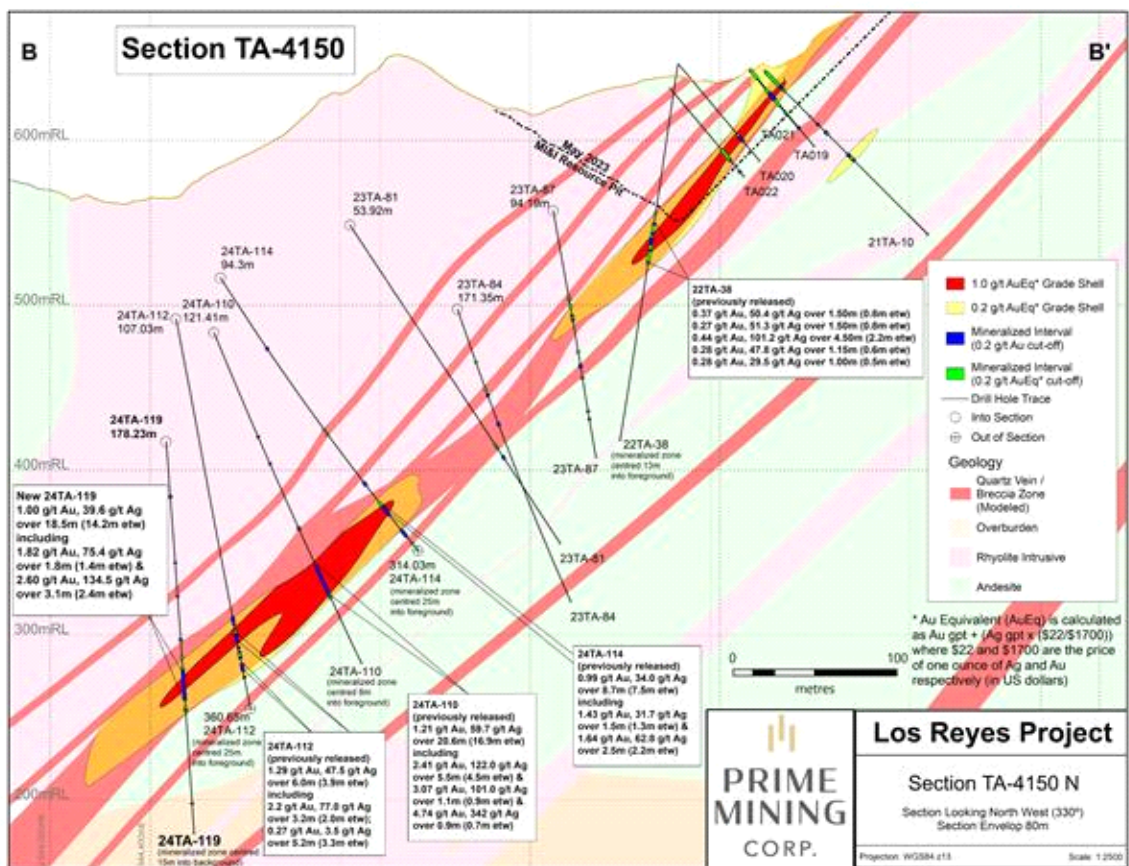 B
Section TA-4150
B'
600mRL
500mRL
400mRL
300mRL
200mRL
May 2023
M&I Resource Pit
TA021
TA019
TA020
TA022
21TA-10
23TA-81
53.92m
23TA-87
94.19m
24TA-114
94.3m
23TA-84
171.35m
24TA-112
107.03m
24TA-110
121.41m
24TA-119
178.23m
22TA-38
(previously released)
0.37 g/t Au, 50.4 g/t Ag over 1.50m (0.8m etw)
0.27 g/t Au, 51.3 g/t Ag over 1.50m (0.8m etw)
0.44 g/t Au, 101.2 g/t Ag over 4.50m (2.2m etw)
0.28 g/t Au, 47.8 g/t Ag over 1.15m (0.6m etw)
0.28 g/t Au, 29.5 g/t Ag over 1.00m (0.5m etw)
22TA-38
(mineralized zone
centred 13m
into foreground)
23TA-87
23TA-81
23TA-84
New 24TA-119
1.00 g/t Au, 39.6 g/t Ag
over 18.5m (14.2m etw)
including
1.82 g/t Au, 75.4 g/t Ag
over 1.8m (1.4m etw) &
2.60 g/t Au, 134.5 g/t Ag
over 3.1m (2.4m etw)
314.03m
24TA-114
(mineralized zone
centred 25m
into foreground)
24TA-110
(mineralized zone
centred 6m
into foreground)
360.65m
24TA-112
(mineralized zone
centred 25m
into foreground)
24TA-119
(mineralized zone centred
15m into background)
24TA-112
(previously released)
1.29 g/t Au, 47.5 g/t Ag
over 6.0m (3.9m etw)
including
2.2 g/t Au, 77.0 g/t Ag
over 3.2m (2.0m etw);
0.27 g/t Au, 3.5 g/t Ag
over 5.2m (3.3m etw)
24TA-110
(previously released)
1.21 g/t Au, 59.7 g/t Ag
over 20.6m (16.9m etw)
including
2.41 g/t Au, 122.0 g/t Ag
over 5.5m (4.5m etw) &
3.07 g/t Au, 101.0 g/t Ag
over 1.1m (0.9m etw) &
4.74 g/t Au, 342 g/t Ag
over 0.9m (0.7m etw)
24TA-114
(previously released)
0.99 g/t Au, 34.0 g/t Ag
over 8.7m (7.5m etw)
including
1.43 g/t Au, 31.7 g/t Ag
over 1.5m (1.3m etw) &
1.64 g/t Au, 62.8 g/t Ag
over 2.5m (2.2m etw)
1.0 g/t AuEq* Grade Shell
0.2 g/t AuEq* Grade Shell
Mineralized Interval
(0.2 g/t Au cut-off)
Mineralized Interval
(0.2 g/t AuEq* cut-off)
Drill Hole Trace
Into Section
Out of Section
Geology
Quartz Vein /
Breccia Zone
(Modeled)
Overburden
Rhyolite Intrusive
Andesite
* Au Equivalent (AuEq) is calculated
as Au gpt + (Ag gpt x ($22/$1700))
where $22 and $1700 are the price
of one ounce of Ag and Au
respectively (in US dollars)
0 100
metres
PRIME
MINING
CORP.
Los Reyes Project
Section TA-4150 N
Section Looking North West (330°)
Section Envelop 80m
Projection: WGS84.z13 Scale: 1:2500